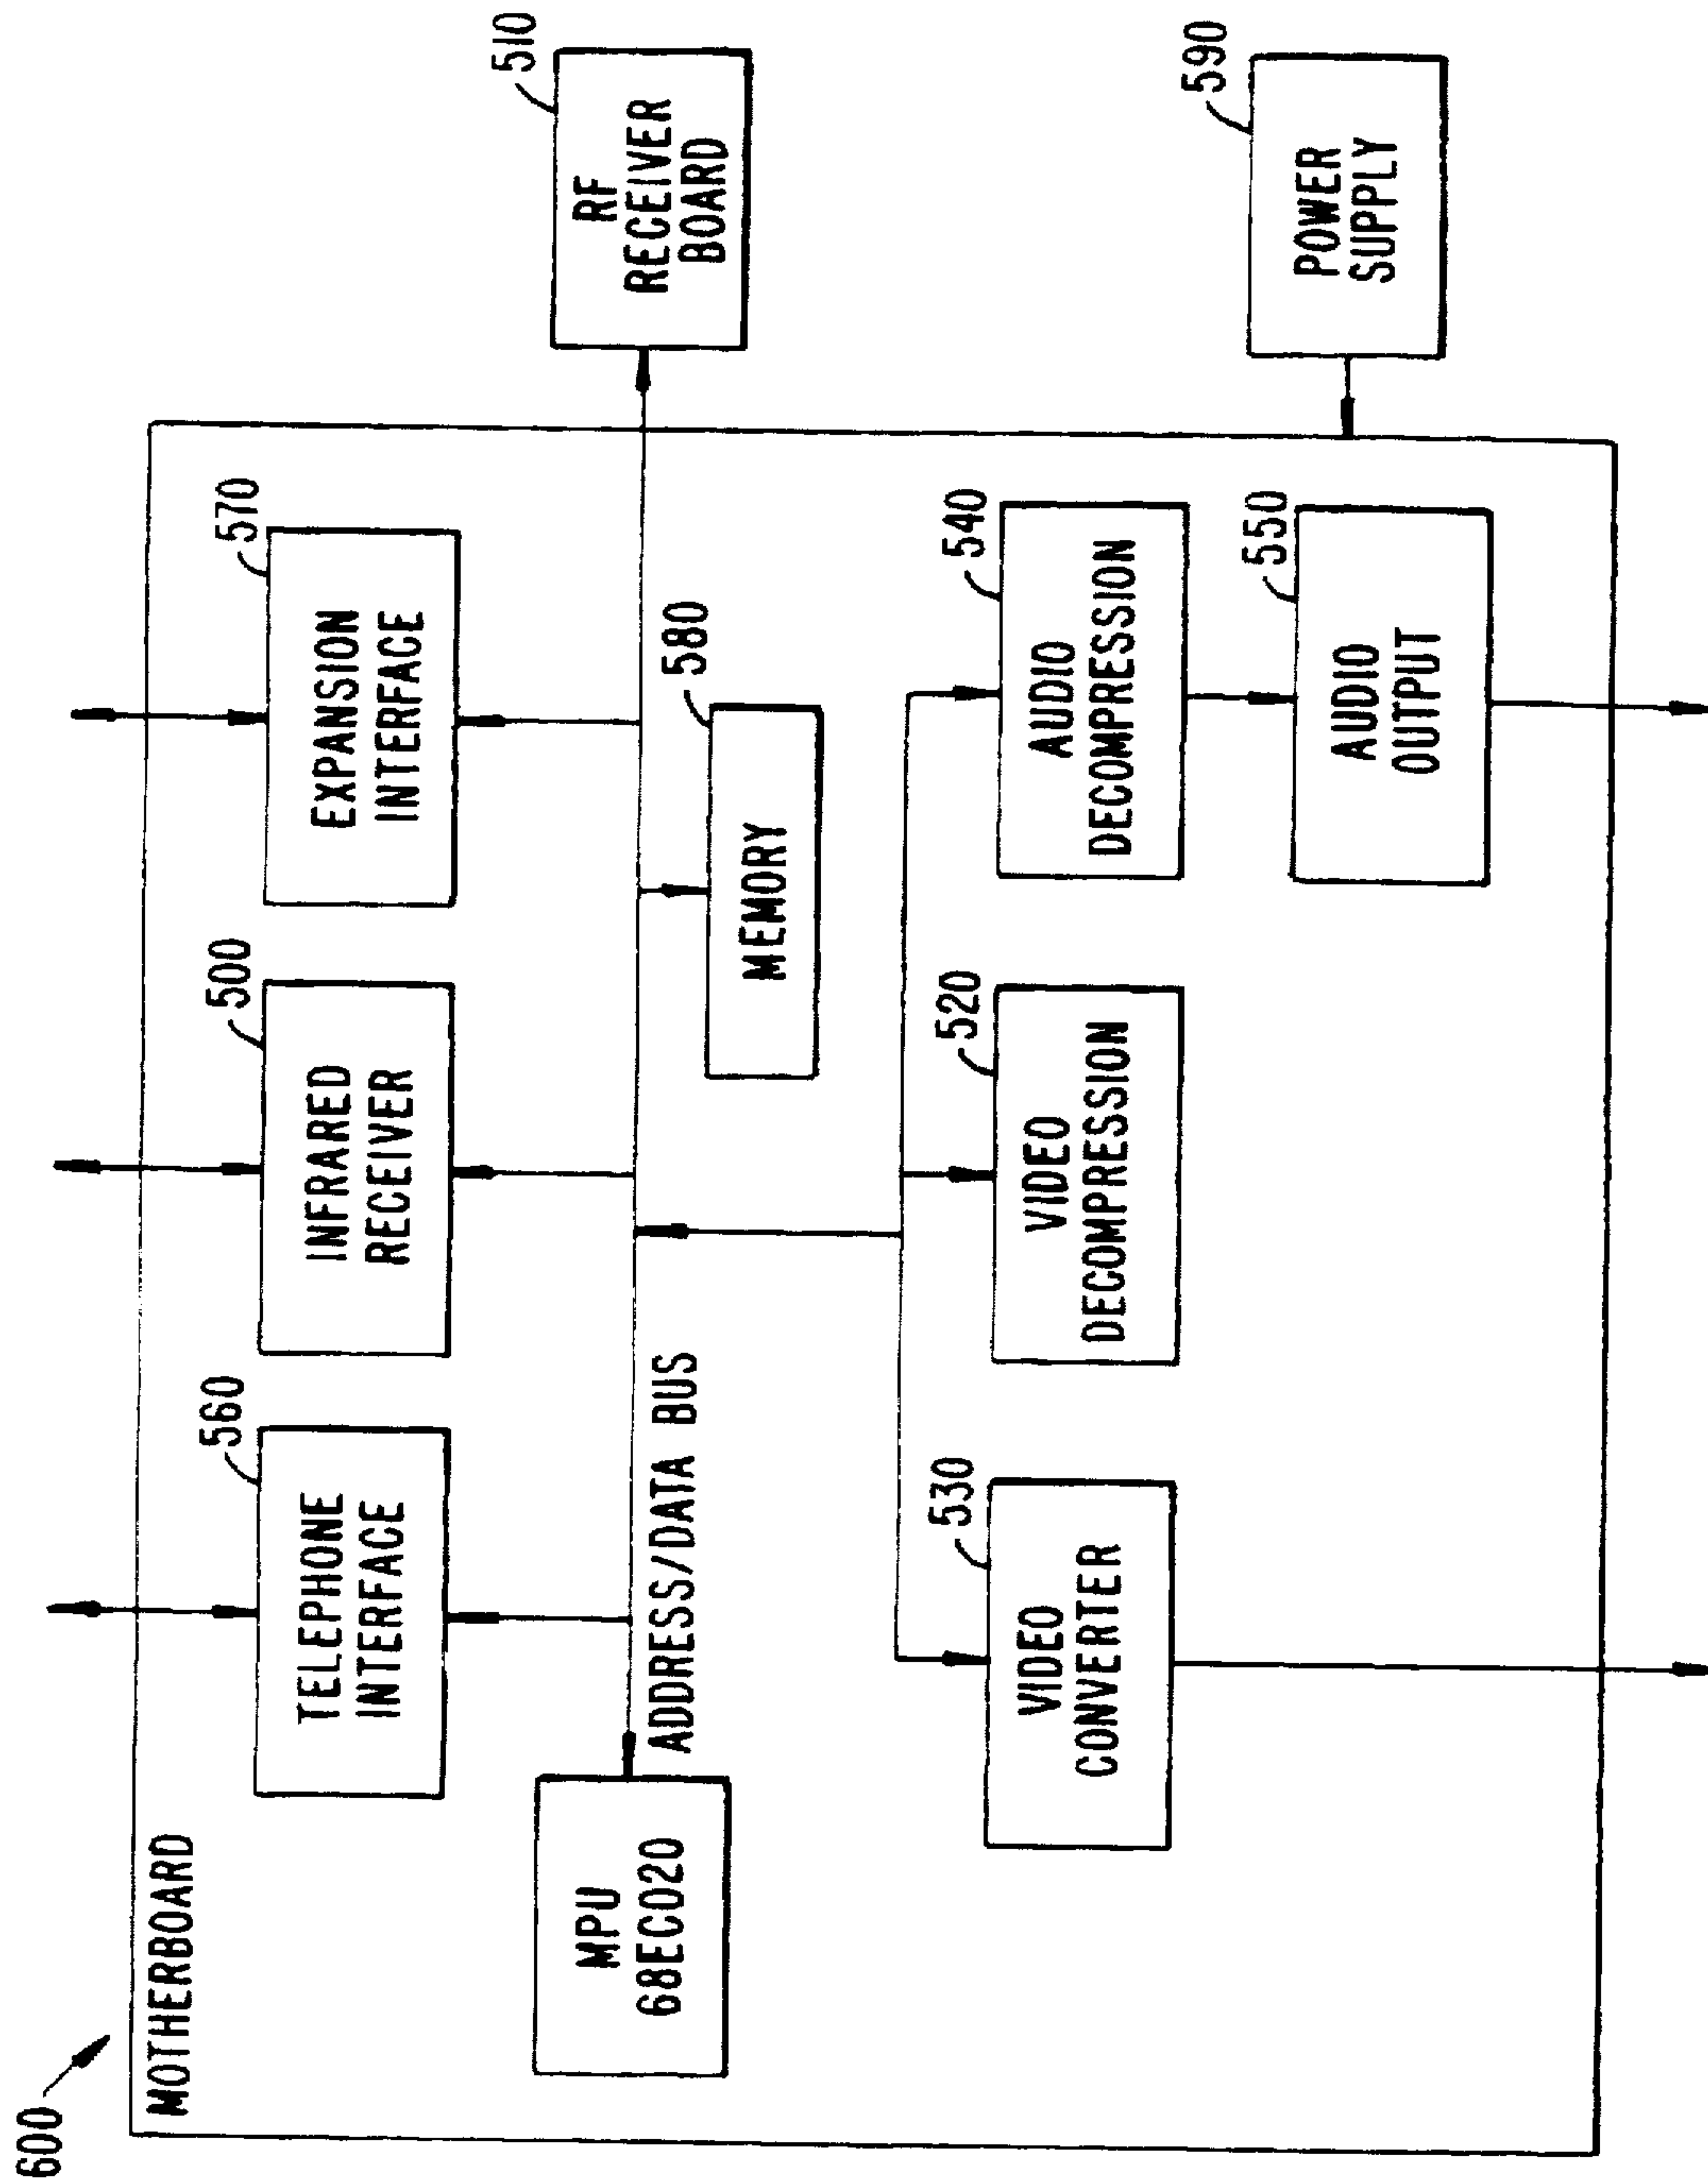 600
MOTHERBOARD
560
TELEPHONE
INTERFACE
500
INFRARED
RECEIVER
570
EXPANSION
INTERFACE
MPU
68EC020
ADDRESS/DATA BUS
580
MEMORY
510
RF
RECEIVER
BOARD
530
VIDEO
CONVERTER
520
VIDEO
DECOMPRESSION
540
AUDIO
DECOMPRESSION
550
AUDIO
OUTPUT
590
POWER
SUPPLY